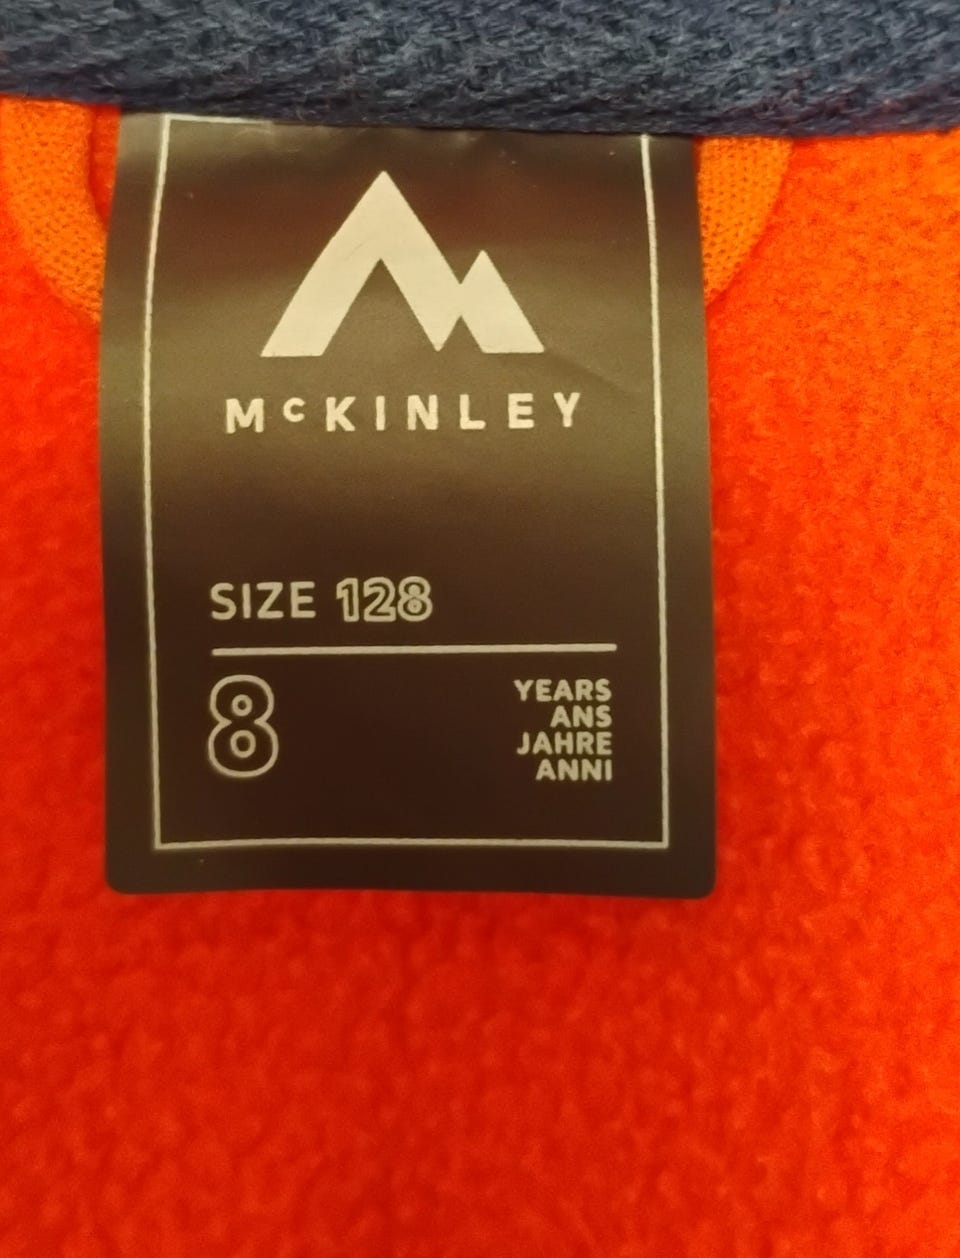 McKINLEY
SIZE 128
8
YEARS
ANS
JAHRE
ANNI